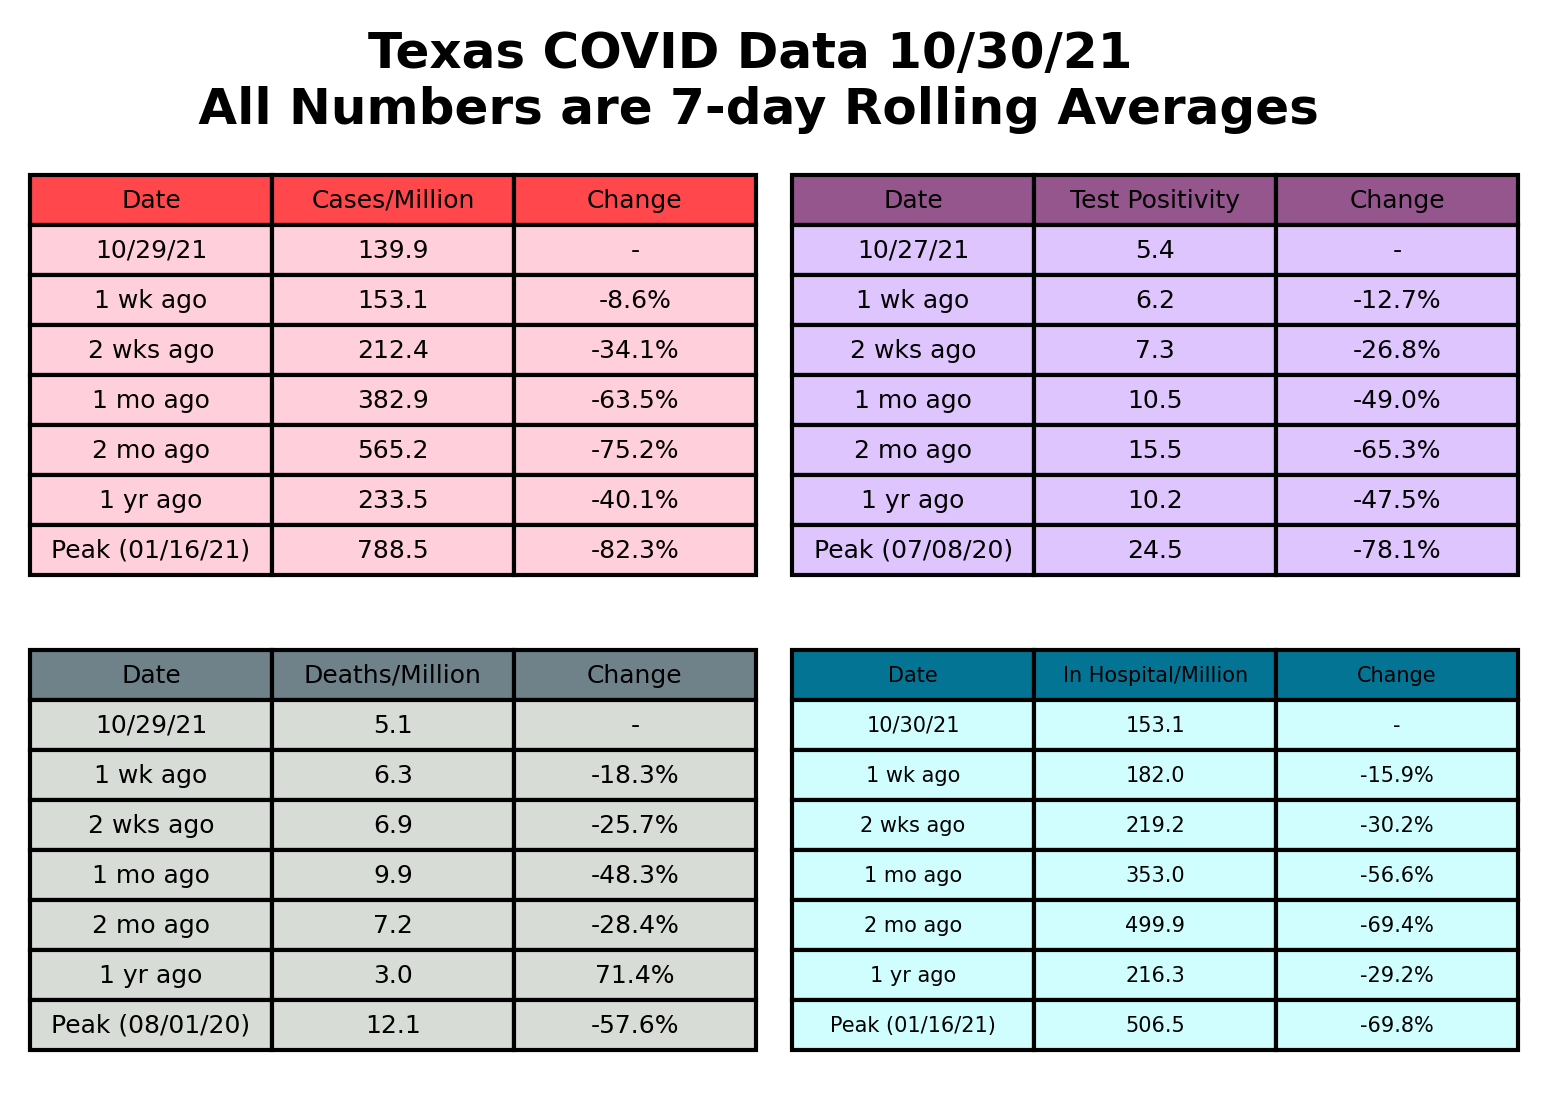 Texas COVID Data 10/30/21
All Numbers are 7-day Rolling Averages
Date Cases/Million Change
10/29/21 139.9 -
1 wk ago 153.1 -8.6%
2 wks ago 212.4 -34.1%
1 mo ago 382.9 -63.5%
2 mo ago 565.2 -75.2%
1 yr ago 233.5 -40.1%
Peak (01/16/21) 788.5 -82.3%
Date Test Positivity Change
10/27/21 5.4 -
1 wk ago 6.2 -12.7%
2 wks ago 7.3 -26.8%
1 mo ago 10.5 -49.0%
2 mo ago 15.5 -65.3%
1 yr ago 10.2 -47.5%
Peak (07/08/20) 24.5 -78.1%
Date Deaths/Million Change
10/29/21 5.1 -
1 wk ago 6.3 -18.3%
2 wks ago 6.9 -25.7%
1 mo ago 9.9 -48.3%
2 mo ago 7.2 -28.4%
1 yr ago 3.0 71.4%
Peak (08/01/20) 12.1 -57.6%
Date In Hospital/Million Change
10/30/21 153.1 -
1 wk ago 182.0 -15.9%
2 wks ago 219.2 -30.2%
1 mo ago 353.0 -56.6%
2 mo ago 499.9 -69.4%
1 yr ago 216.3 -29.2%
Peak (01/16/21) 506.5 -69.8%